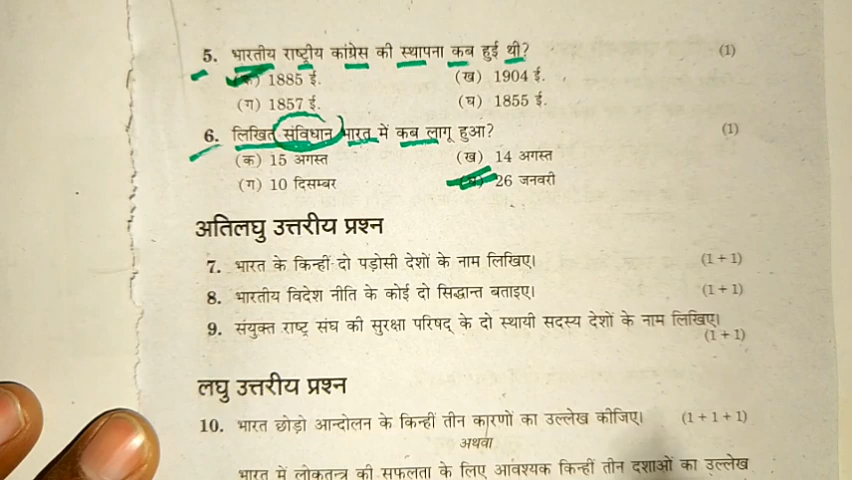 5. भारतीय राष्ट्रीय कांग्रेस की स्थापना कब हुई थी? (1)
(क) 1885 ई. (ख) 1904 ई.
(ग) 1857 ई. (घ) 1855 ई.
6. लिखित संविधान भारत में कब लागू हुआ? (1)
(क) 15 अगस्त (ख) 14 अगस्त
(ग) 10 दिसम्बर (घ) 26 जनवरी
अतिलघु उत्तरीय प्रश्न
7. भारत के किन्हीं दो पड़ोसी देशों के नाम लिखिए। (1 + 1)
8. भारतीय विदेश नीति के कोई दो सिद्धान्त बताइए। (1 + 1)
9. संयुक्त राष्ट्र संघ की सुरक्षा परिषद् के दो स्थायी सदस्य देशों के नाम लिखिए।
(1 + 1)
लघु उत्तरीय प्रश्न
10. भारत छोड़ो आन्दोलन के किन्हीं तीन कारणों का उल्लेख कीजिए। (1 + 1 + 1)
अथवा
भारत में लोकतन्त्र की सफलता के लिए आवश्यक किन्हीं तीन दशाओं का उल्लेख